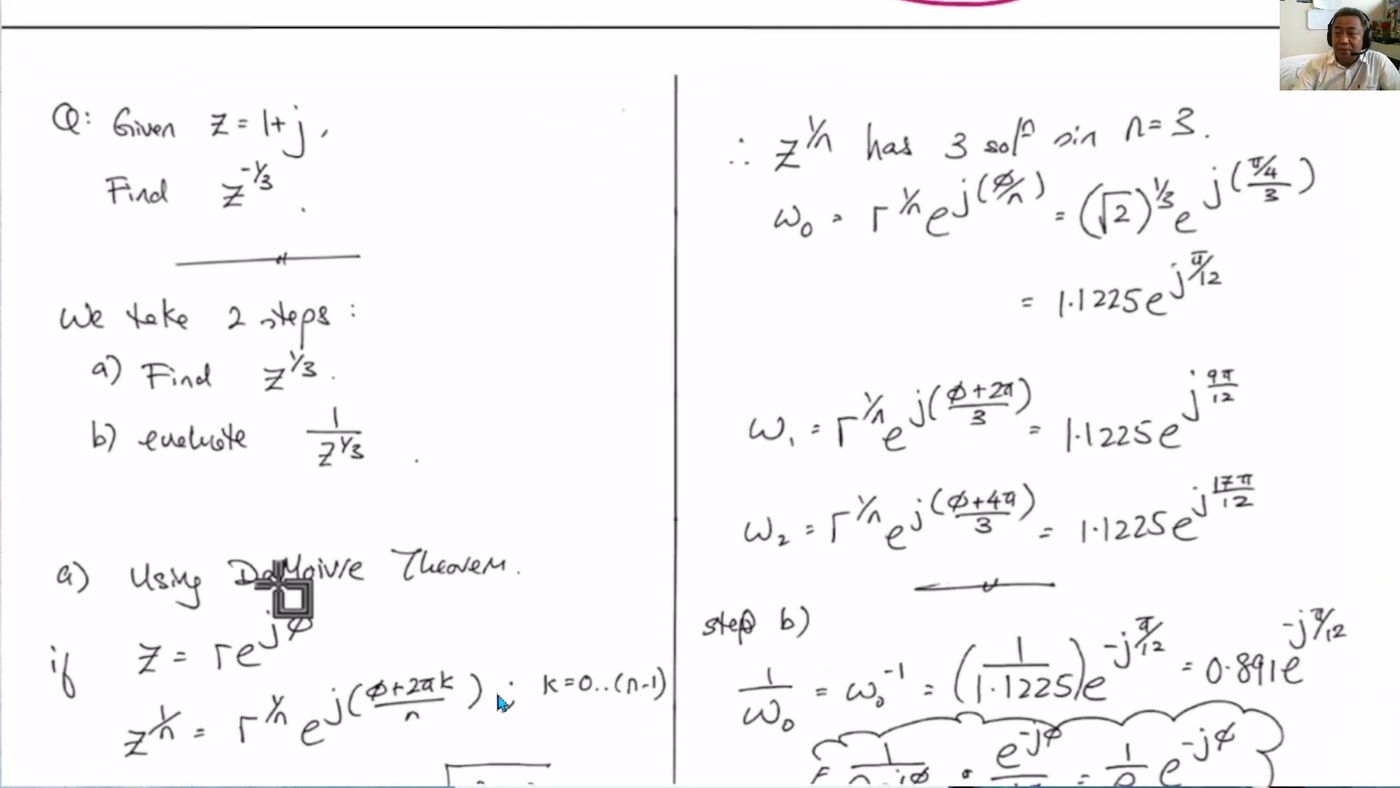 Q: Given z = 1+j,
Find z^{-1/3}.
We take 2 steps:
a) Find z^{1/3}.
b) evaluate 1/z^{1/3}.
a) Using DeMoivre Theorem.
if z = re^{jφ}
z^{1/n} = r^{1/n} e^{j((φ+2πk)/n)}; k=0..(n-1)
∴ z^{1/n} has 3 solⁿ sin n=3.
ω₀ = r^{1/n} e^{j(φ/n)} = (√2)^{1/3} e^{j((π/4)/3)}
= 1.1225e^{jπ/12}
ω₁ = r^{1/n} e^{j((φ+2π)/3)} = 1.1225e^{j9π/12}
ω₂ = r^{1/n} e^{j((φ+4π)/3)} = 1.1225e^{j17π/12}
step b)
1/ω₀ = ω₀^{-1} = (1/1.1225)e^{-jπ/12} = 0.891e^{-jπ/12}